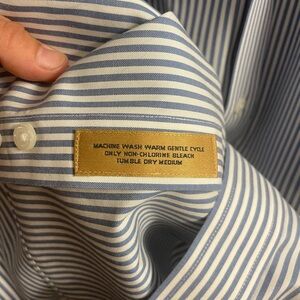 MACHINE WASH WARM GENTLE CYCLE
ONLY NON-CHLORINE BLEACH
TUMBLE DRY MEDIUM